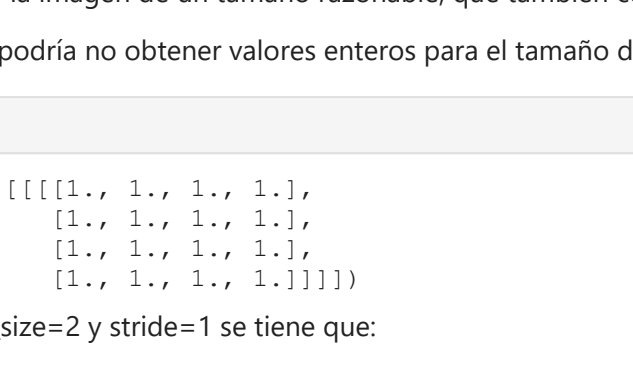 la imagen de un tamaño razonable, que también
podría no obtener valores enteros para el tamaño d
[[[[1., 1., 1., 1.],
[1., 1., 1., 1.],
[1., 1., 1., 1.],
[1., 1., 1., 1.]]]])
size=2 y stride=1 se tiene que: